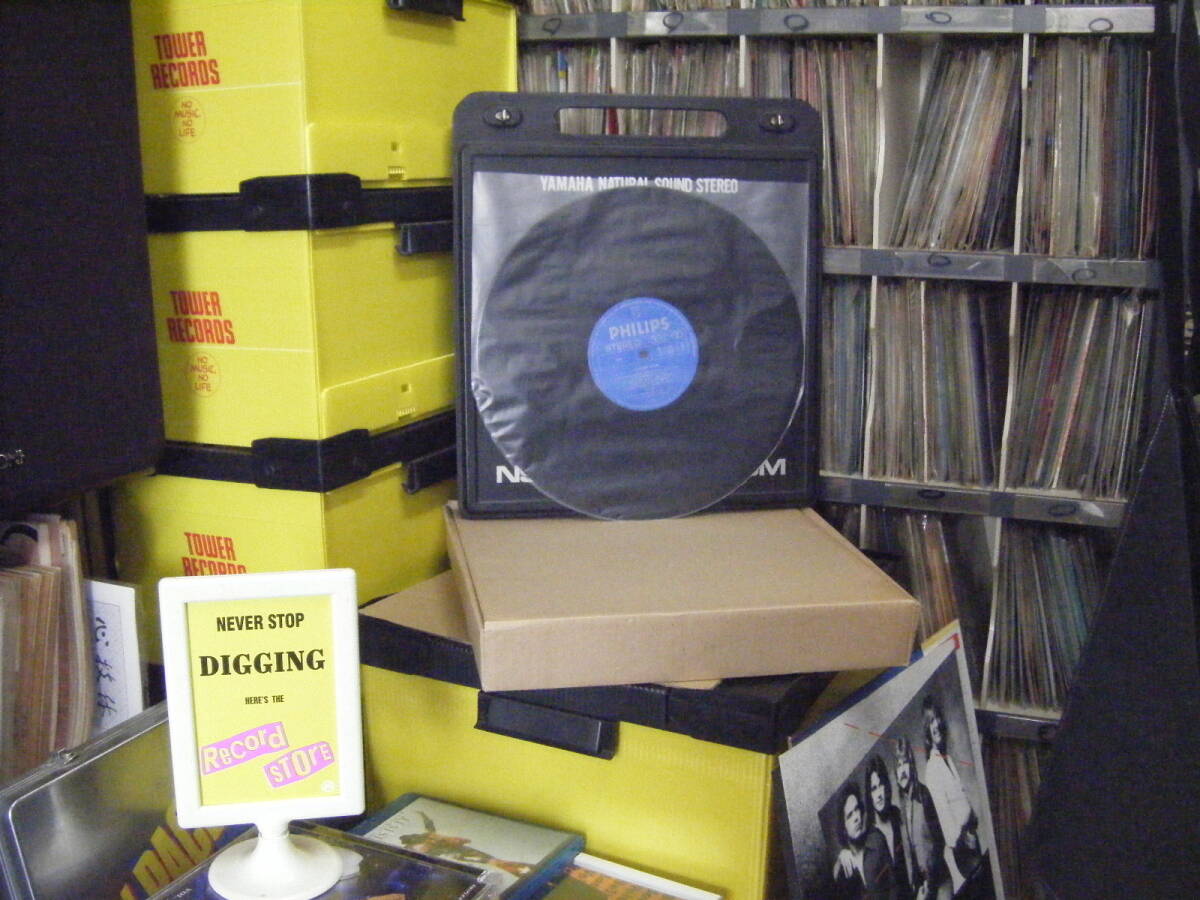 TOWER
RECORDS
NO
MUSIC
NO
LIFE
TOWER
RECORDS
NO
MUSIC,
NO
LIFE
TOWER
RECORDS
YAMAHA NATURAL SOUND STEREO
PHILIPS
STEREO
NEVER STOP
DIGGING
HERE'S THE
RecoRd
StorE